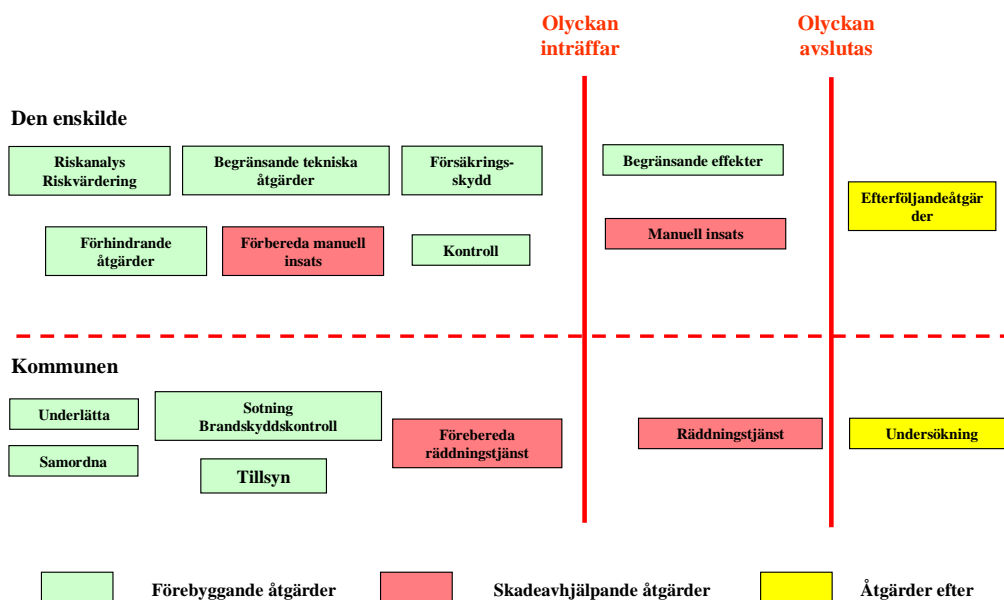 Olyckan
inträffar
Olyckan
avslutas
Den enskilde
Riskanalys
Riskvärdering
Begränsande tekniska
åtgärder
Försäkrings-
skydd
Begränsande effekter
Efterföljandeåtgär
der
Förhindrande
åtgärder
Förbereda manuell
insats
Kontroll
Manuell insats
Kommunen
Underlätta
Sotning
Brandskyddskontroll
Förebereda
räddningstjänst
Räddningstjänst
Undersökning
Samordna
Tillsyn
Förebyggande åtgärder
Skadeavhjälpande åtgärder
Åtgärder efter